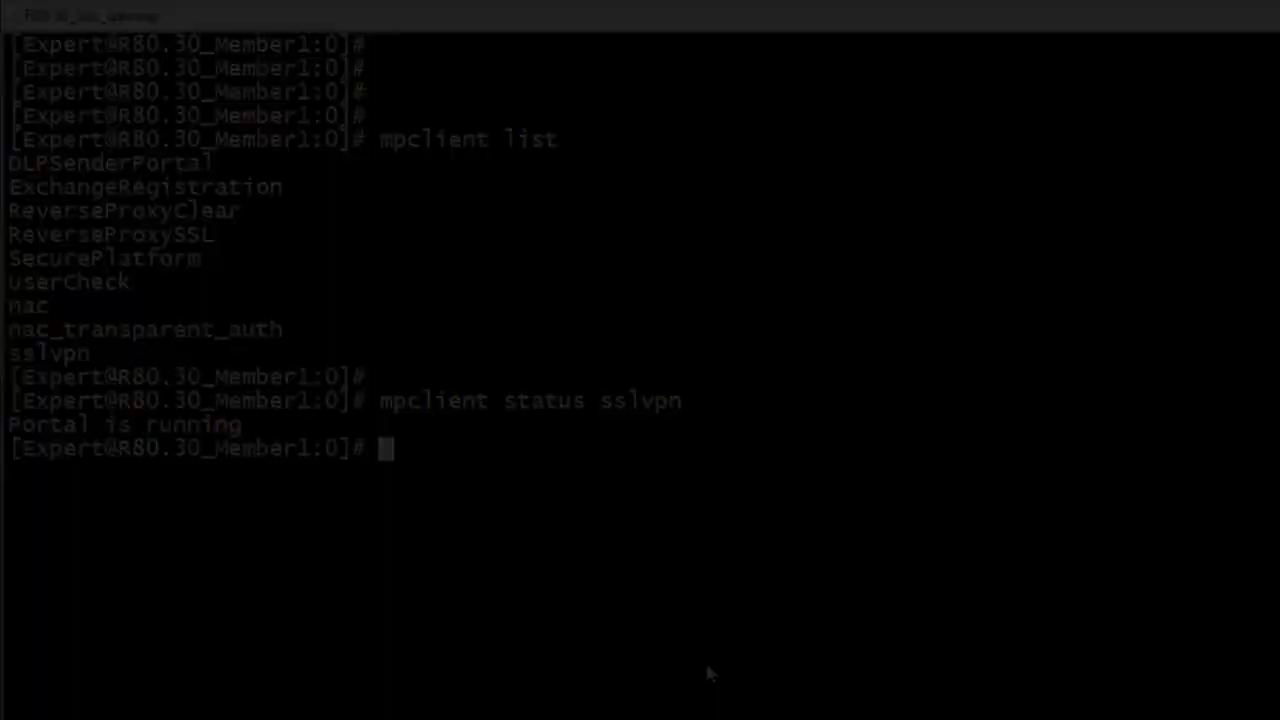 [Expert@R80.30_Member1:0]#
[Expert@R80.30_Member1:0]#
[Expert@R80.30_Member1:0]#
[Expert@R80.30_Member1:0]#
[Expert@R80.30_Member1:0]# mpclient list
DLPSenderPortal
ExchangeRegistration
ReverseProxyClear
ReverseProxySSL
SecurePlatform
userCheck
nac
nac_transparent_auth
sslvpn
[Expert@R80.30_Member1:0]#
[Expert@R80.30_Member1:0]# mpclient status sslvpn
Portal is running
[Expert@R80.30_Member1:0]#